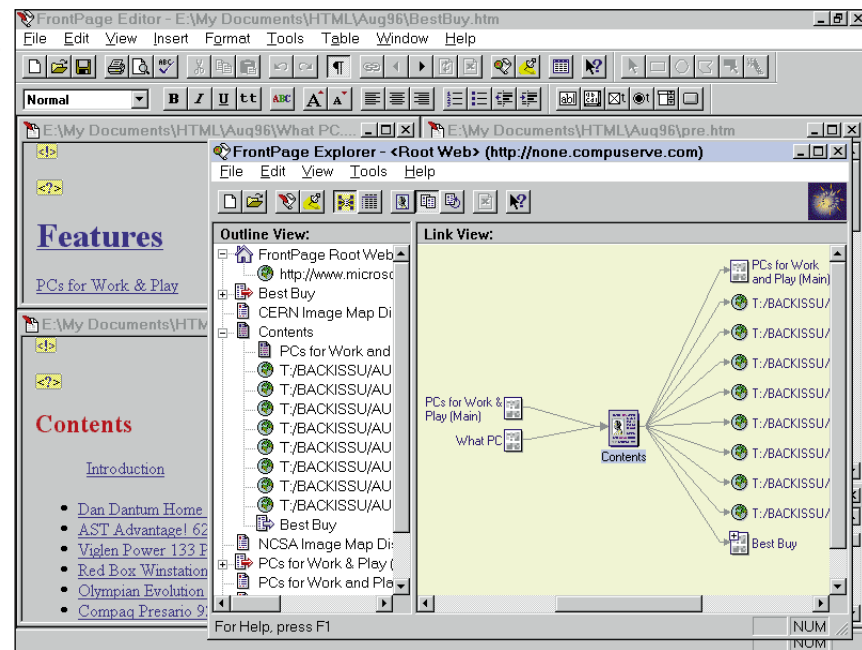 FrontPage Editor - E:\My Documents\HTML\Aug96\BestBuy.htm
File Edit View Insert Format Tools Table Window Help
Normal
B I U tt ABC A A
abl
E:\My Documents\HTML\Aug96\What PC....
E:\My Documents\HTML\Aug96\pre.htm
<!>
<?>
Features
PCs for Work & Play
E:\My Documents\HTM
<!>
<?>
Contents
Introduction
Dan Dantum Home
AST Advantage! 62
Viglen Power 133 P
Red Box Winstation
Olympian Evolution
Compaq Presario 92
FrontPage Explorer - <Root Web> (http://none.compuserve.com)
File Edit View Tools Help
Outline View:
FrontPage Root Web
http://www.microsc
Best Buy
CERN Image Map Di
Contents
PCs for Work and
T:/BACKISSU/AU
T:/BACKISSU/AU
T:/BACKISSU/AU
T:/BACKISSU/AU
T:/BACKISSU/AU
T:/BACKISSU/AU
T:/BACKISSU/AU
Best Buy
NCSA Image Map Di
PCs for Work & Play (
PCs for Work and Pla
Link View:
PCs for Work &
Play (Main)
What PC
Contents
PCs for Work
and Play (Main)
T:/BACKISSU/
T:/BACKISSU/
T:/BACKISSU/
T:/BACKISSU/
T:/BACKISSU/
T:/BACKISSU/
T:/BACKISSU/
T:/BACKISSU/
Best Buy
For Help, press F1
NUM
NUM